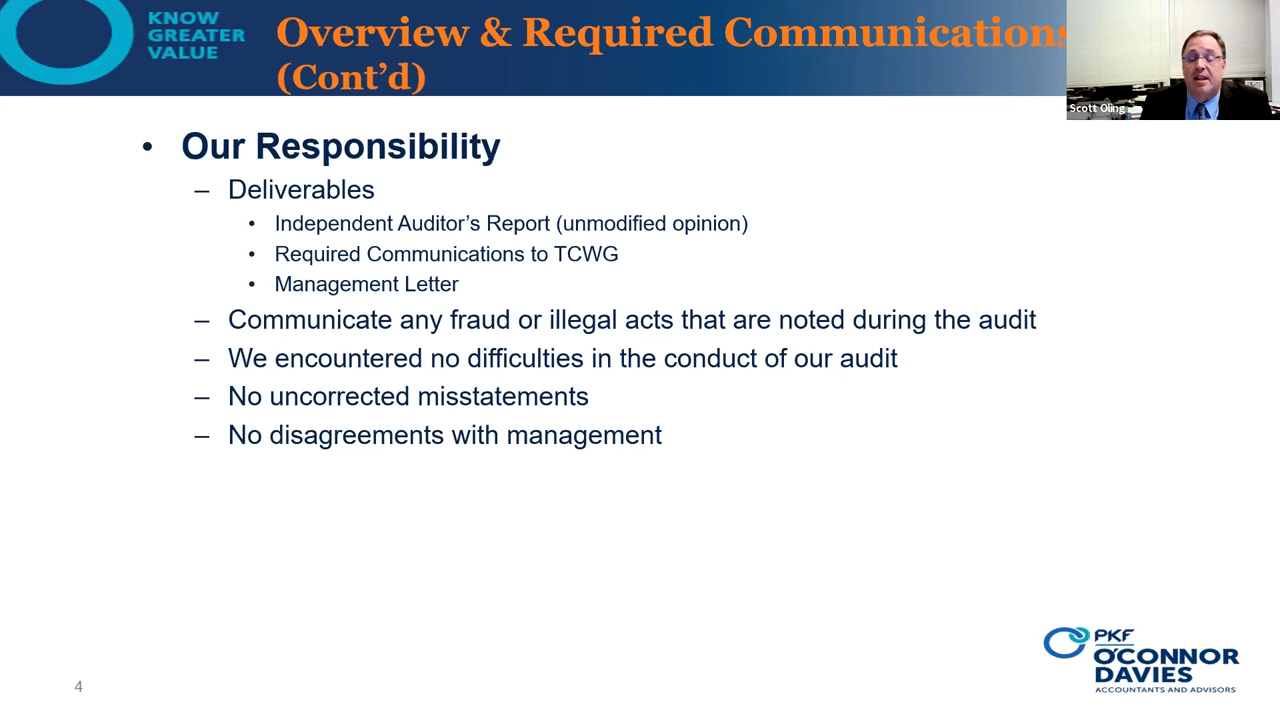 KNOW
GREATER
VALUE
Overview & Required Communications
(Cont’d)
Scott Oling
• Our Responsibility
– Deliverables
• Independent Auditor’s Report (unmodified opinion)
• Required Communications to TCWG
• Management Letter
– Communicate any fraud or illegal acts that are noted during the audit
– We encountered no difficulties in the conduct of our audit
– No uncorrected misstatements
– No disagreements with management
PKF
O’CONNOR
DAVIES
ACCOUNTANTS AND ADVISORS
4